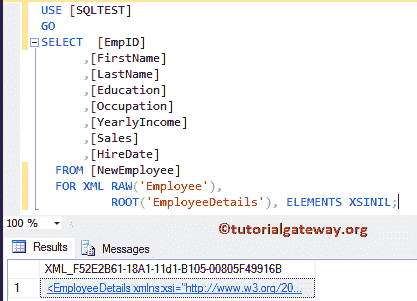 USE [SQLTEST]
GO
SELECT [EmpID]
,[FirstName]
,[LastName]
,[Education]
,[Occupation]
,[YearlyIncome]
,[Sales]
,[HireDate]
FROM [NewEmployee]
FOR XML RAW('Employee'),
ROOT('EmployeeDetails'), ELEMENTS XSINIL;
©tutorialgateway.org
100 %
Results Messages
XML_F52E2B61-18A1-11d1-B105-00805F49916B
1 <EmployeeDetails xmlns:xsi="http://www.w3.org/20...